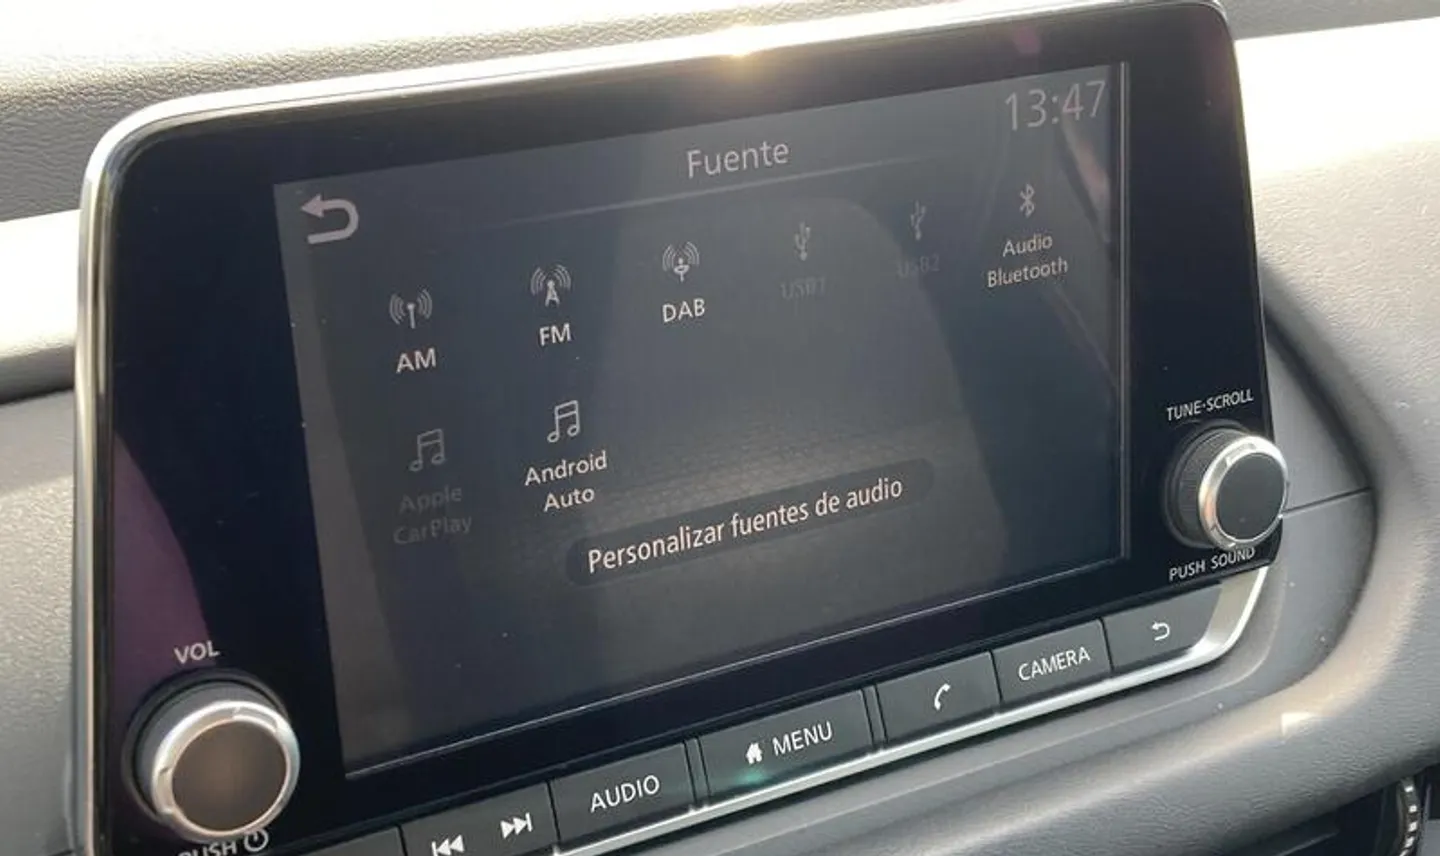 13:47
Fuente
AM
FM
DAB
USB1
USB2
Audio
Bluetooth
Apple
CarPlay
Android
Auto
Personalizar fuentes de audio
TUNE·SCROLL
PUSH SOUND
VOL
PUSH
AUDIO
MENU
CAMERA